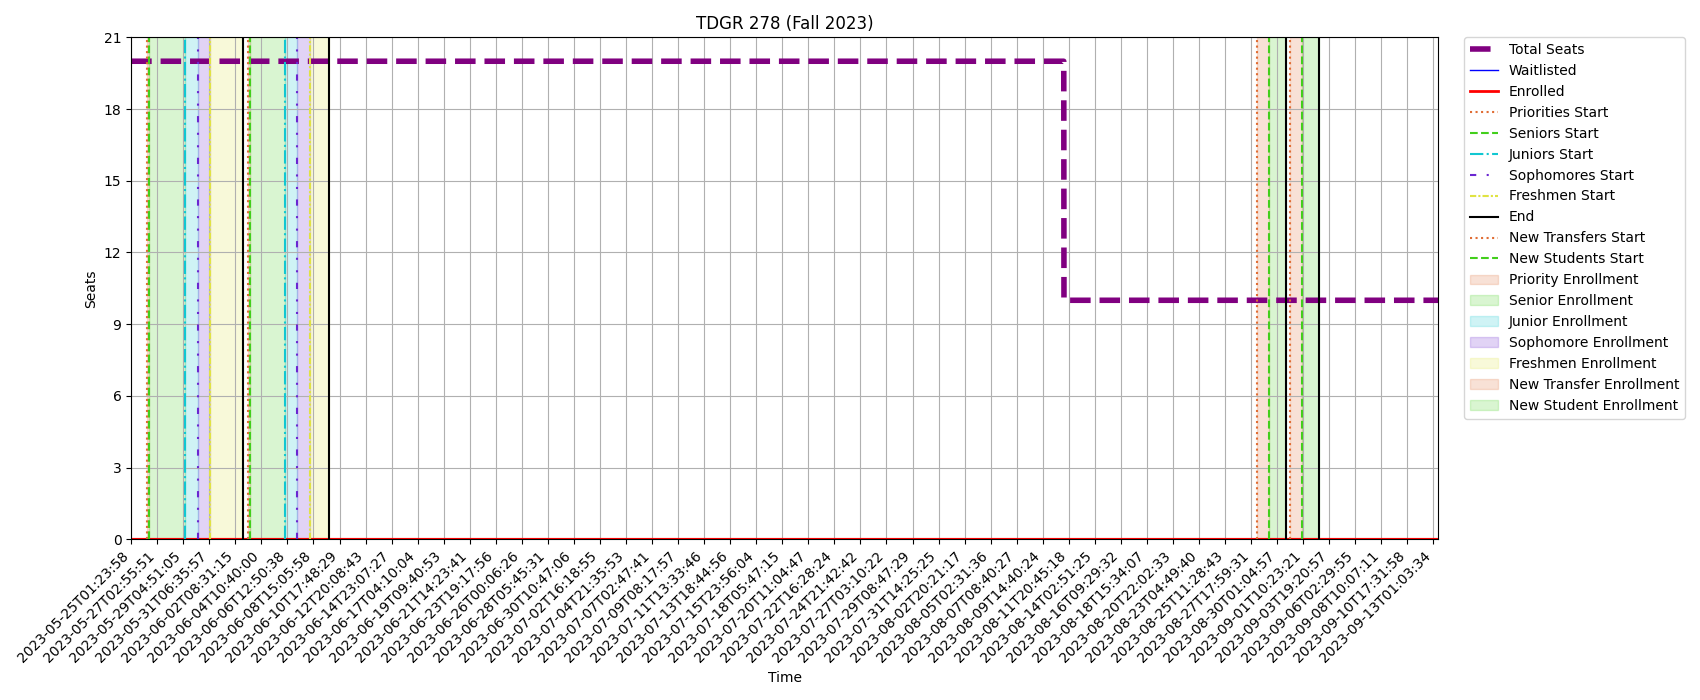 TDGR 278 (Fall 2023)
Seats
21
18
15
12
9
6
3
0
2023-05-25T01:23:58
2023-05-27T02:55:51
2023-05-29T04:51:05
2023-05-31T06:35:57
2023-06-02T08:31:15
2023-06-04T10:40:00
2023-06-06T12:50:38
2023-06-08T15:05:58
2023-06-10T17:48:29
2023-06-12T20:08:43
2023-06-14T23:07:27
2023-06-17T04:10:04
2023-06-19T09:40:53
2023-06-21T14:23:41
2023-06-23T19:17:56
2023-06-26T00:06:26
2023-06-28T05:45:31
2023-06-30T10:47:06
2023-07-02T16:18:55
2023-07-04T21:35:53
2023-07-07T02:47:41
2023-07-09T08:17:57
2023-07-11T13:33:46
2023-07-13T18:44:56
2023-07-15T23:56:04
2023-07-18T05:47:15
2023-07-20T11:04:47
2023-07-22T16:28:24
2023-07-24T21:42:42
2023-07-27T03:10:22
2023-07-29T08:47:29
2023-07-31T14:25:25
2023-08-02T20:21:17
2023-08-05T02:31:36
2023-08-07T08:40:27
2023-08-09T14:40:24
2023-08-11T20:45:18
2023-08-14T02:51:25
2023-08-16T09:29:32
2023-08-18T15:34:07
2023-08-20T22:02:33
2023-08-23T04:49:40
2023-08-25T11:28:43
2023-08-27T17:59:31
2023-08-30T01:04:57
2023-09-01T10:23:21
2023-09-03T19:20:57
2023-09-06T02:29:55
2023-09-08T10:07:11
2023-09-10T17:31:58
2023-09-13T01:03:34
Time
Total Seats
Waitlisted
Enrolled
Priorities Start
Seniors Start
Juniors Start
Sophomores Start
Freshmen Start
End
New Transfers Start
New Students Start
Priority Enrollment
Senior Enrollment
Junior Enrollment
Sophomore Enrollment
Freshmen Enrollment
New Transfer Enrollment
New Student Enrollment